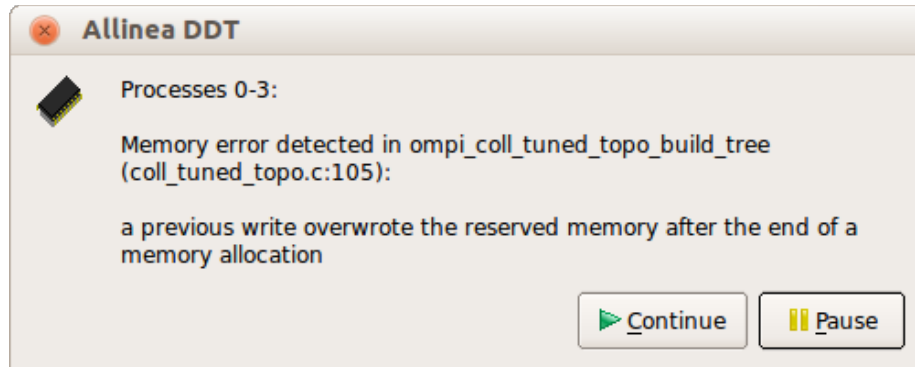 Allinea DDT
Processes 0-3:
Memory error detected in ompi_coll_tuned_topo_build_tree
(coll_tuned_topo.c:105):
a previous write overwrote the reserved memory after the end of a
memory allocation
Continue Pause